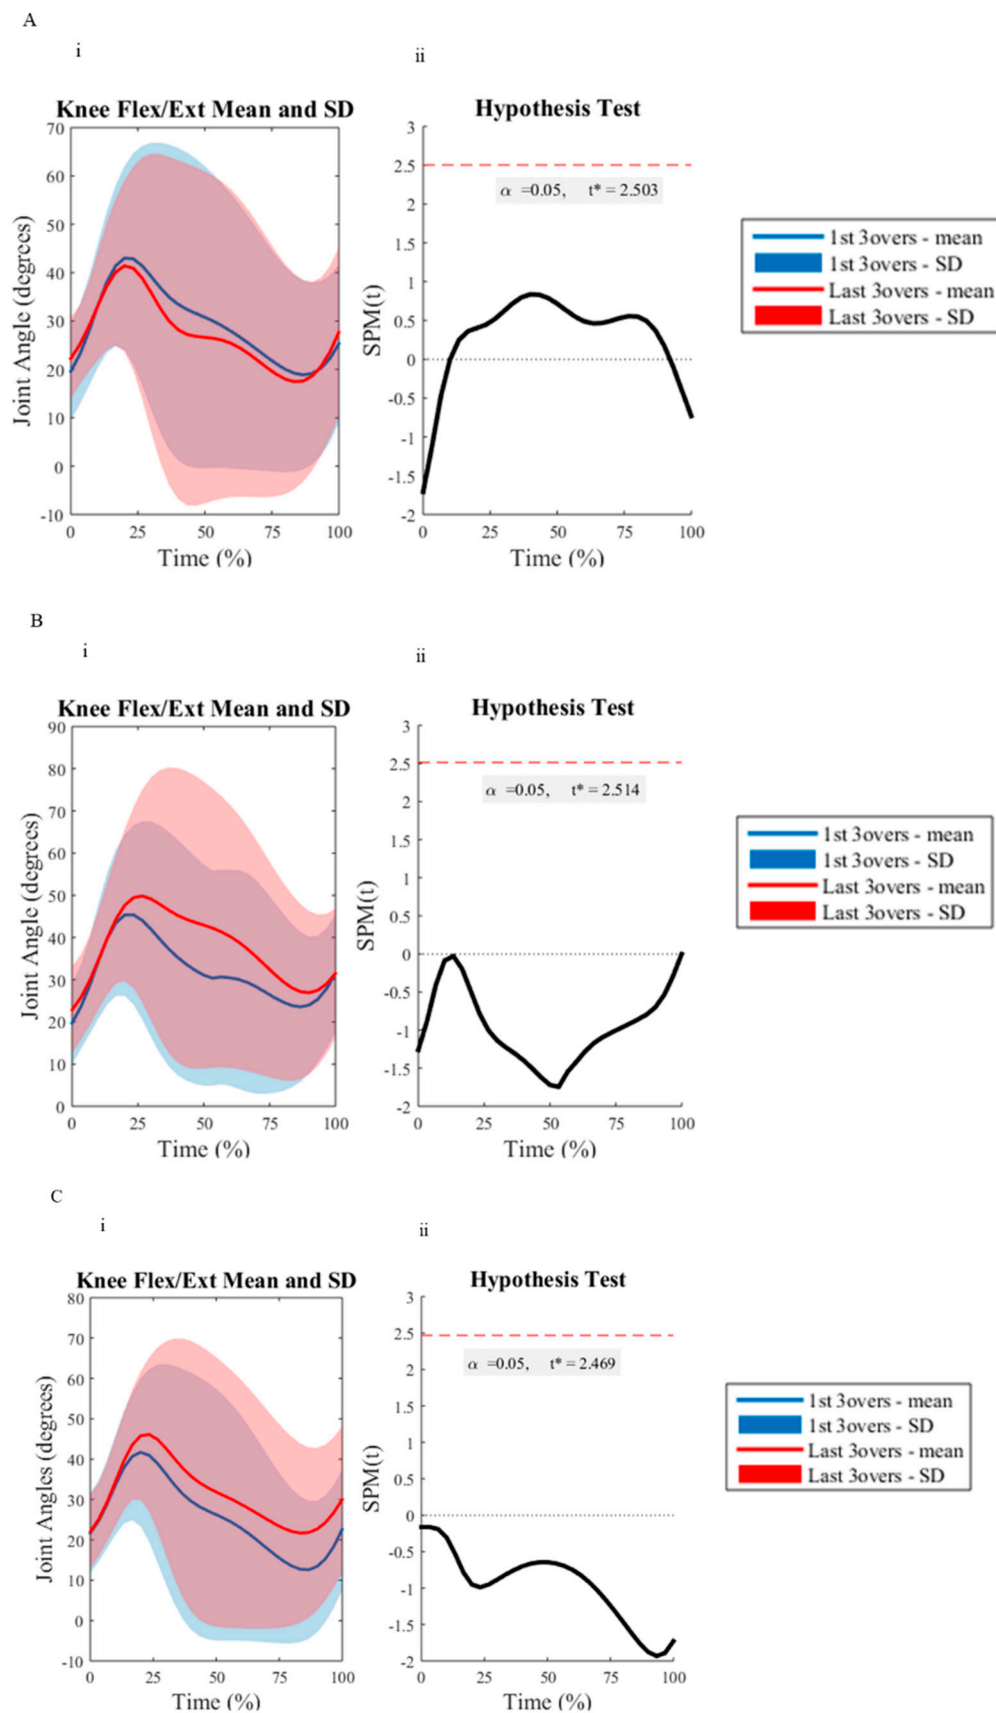 A
i
ii
Knee Flex/Ext Mean and SD
Hypothesis Test
70
60
50
40
30
20
10
0
-10
Joint Angle (degrees)
0
25
50
75
100
Time (%)
3
2.5
2
1.5
1
0.5
0
-0.5
-1
-1.5
-2
SPM(t)
α =0.05, t* = 2.503
0
25
50
75
100
Time (%)
1st 3overs - mean
1st 3overs - SD
Last 3overs - mean
Last 3overs - SD
B
i
ii
Knee Flex/Ext Mean and SD
Hypothesis Test
90
80
70
60
50
40
30
20
10
0
Joint Angle (degrees)
0
25
50
75
100
Time (%)
3
2.5
2
1.5
1
0.5
0
-0.5
-1
-1.5
-2
SPM(t)
α =0.05, t* = 2.514
0
25
50
75
100
Time (%)
1st 3overs - mean
1st 3overs - SD
Last 3overs - mean
Last 3overs - SD
C
i
ii
Knee Flex/Ext Mean and SD
Hypothesis Test
80
70
60
50
40
30
20
10
0
-10
Joint Angles (degrees)
0
25
50
75
100
Time (%)
3
2.5
2
1.5
1
0.5
0
-0.5
-1
-1.5
-2
SPM(t)
α =0.05, t* = 2.469
0
25
50
75
100
Time (%)
1st 3overs - mean
1st 3overs - SD
Last 3overs - mean
Last 3overs - SD